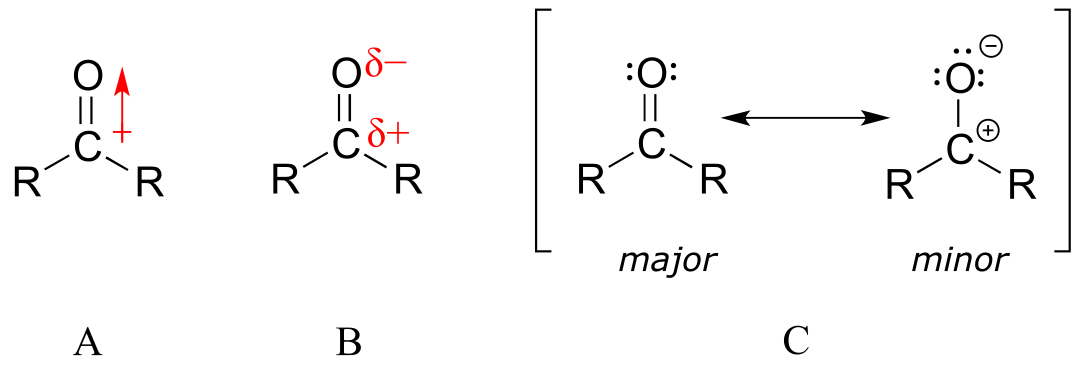 O
C
R R
O δ−
C δ+
R R
:O:
C
R R
major
:Ö: ⊖
C ⊕
R R
minor
A
B
C